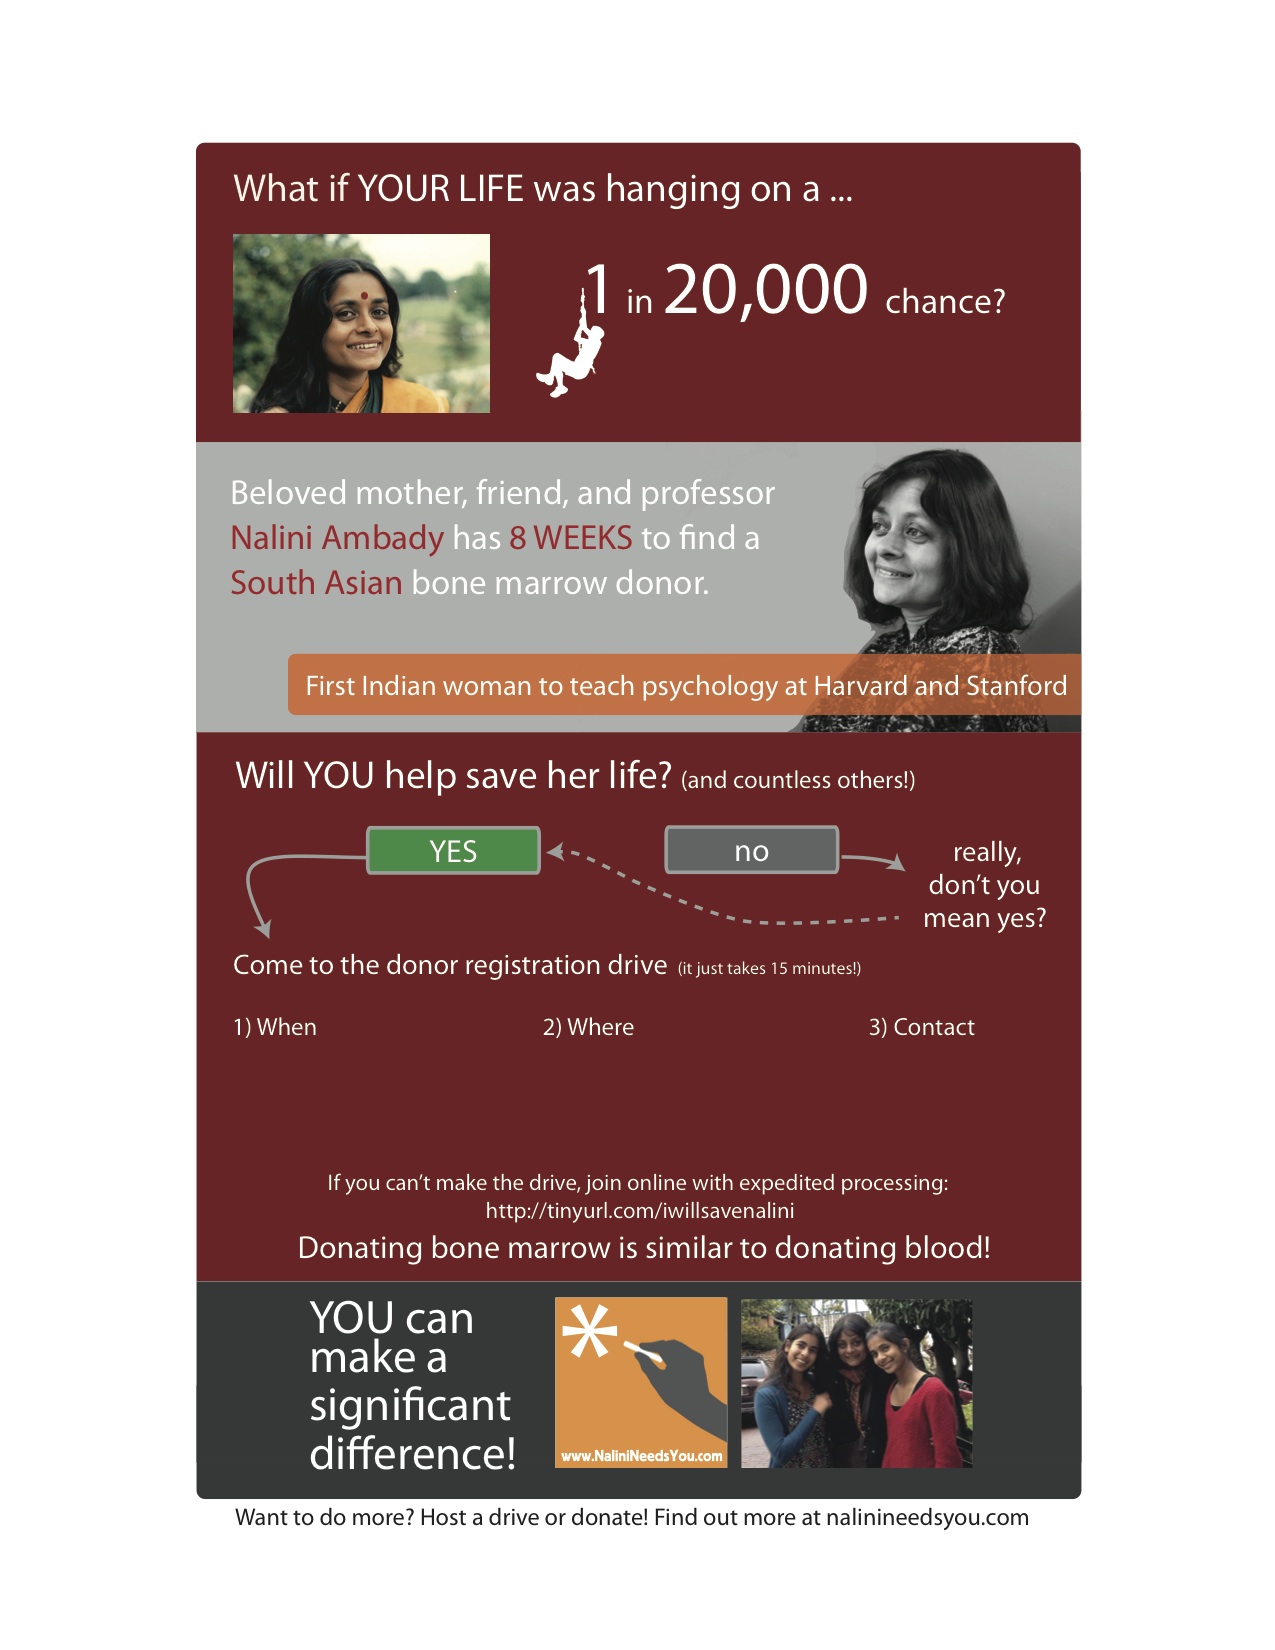 What if YOUR LIFE was hanging on a ...
1 in 20,000 chance?
Beloved mother, friend, and professor
Nalini Ambady has 8 WEEKS to find a
South Asian bone marrow donor.
First Indian woman to teach psychology at Harvard and Stanford
Will YOU help save her life? (and countless others!)
YES
no
really,
don't you
mean yes?
Come to the donor registration drive (it just takes 15 minutes!)
1) When
2) Where
3) Contact
If you can't make the drive, join online with expedited processing:
http://tinyurl.com/iwillsavenalini
Donating bone marrow is similar to donating blood!
YOU can
make a
significant
difference!
www.NaliniNeedsYou.com
Want to do more? Host a drive or donate! Find out more at nalinineedsyou.com